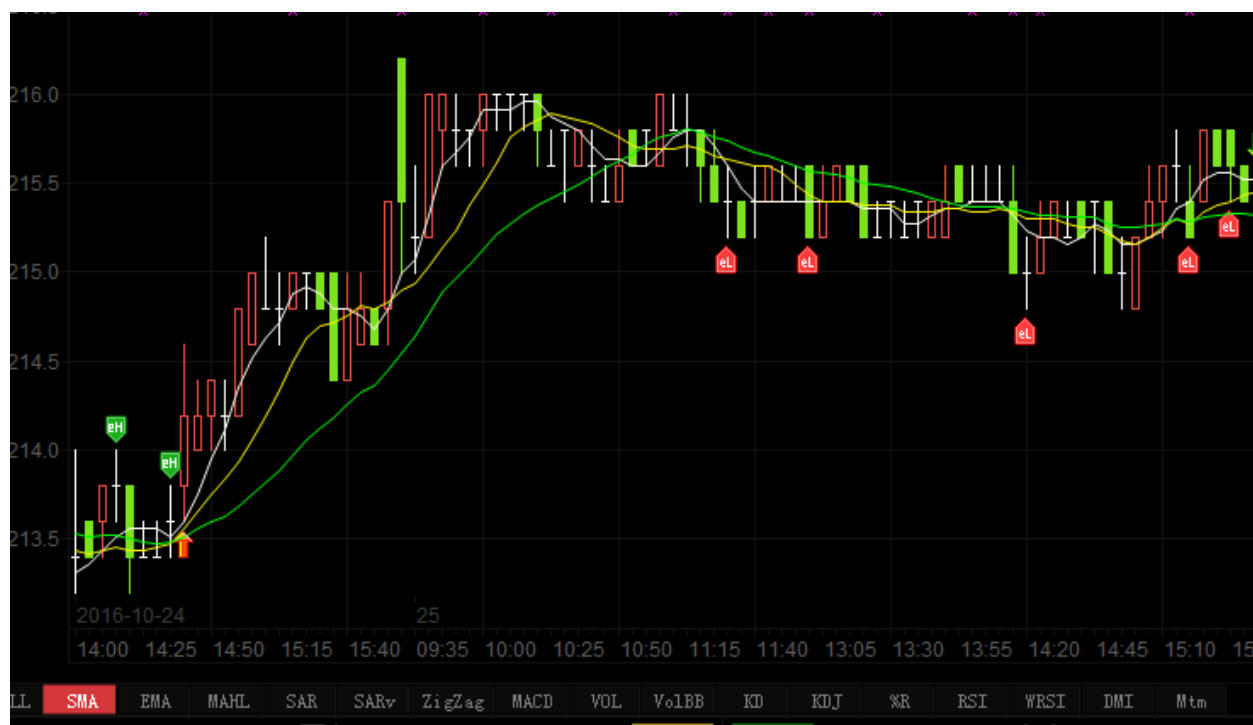 216.0
215.5
eL
eL
eL
eL
215.0
eL
214.5
eH
214.0
eH
213.5
2016-10-24 25
14:00 14:25 14:50 15:15 15:40 09:35 10:00 10:25 10:50 11:15 11:40 13:05 13:30 13:55 14:20 14:45 15:10
SMA EMA MAHL SAR SARv ZigZag MACD VOL VolBB KD KDJ %R RSI WRSI DMI Mtm